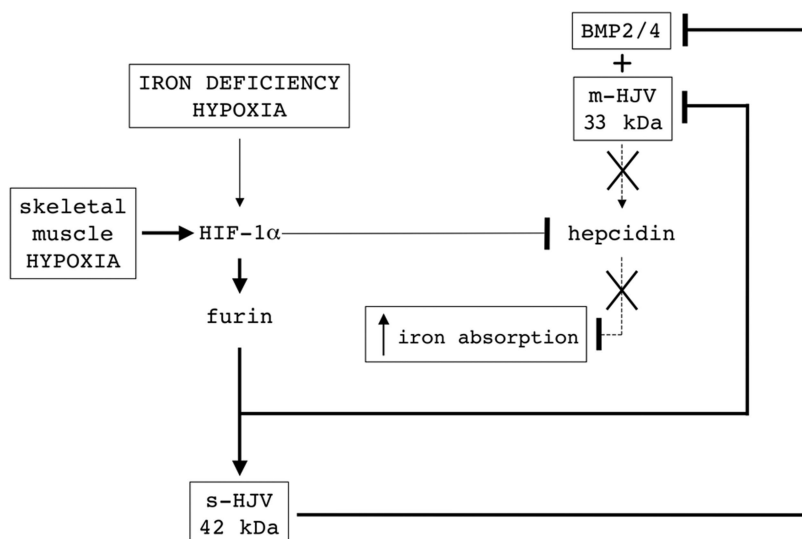 BMP2/4
+
m-HJV
33 kDa
IRON DEFICIENCY
HYPOXIA
skeletal
muscle
HYPOXIA
HIF-1α
hepcidin
furin
iron absorption
s-HJV
42 kDa